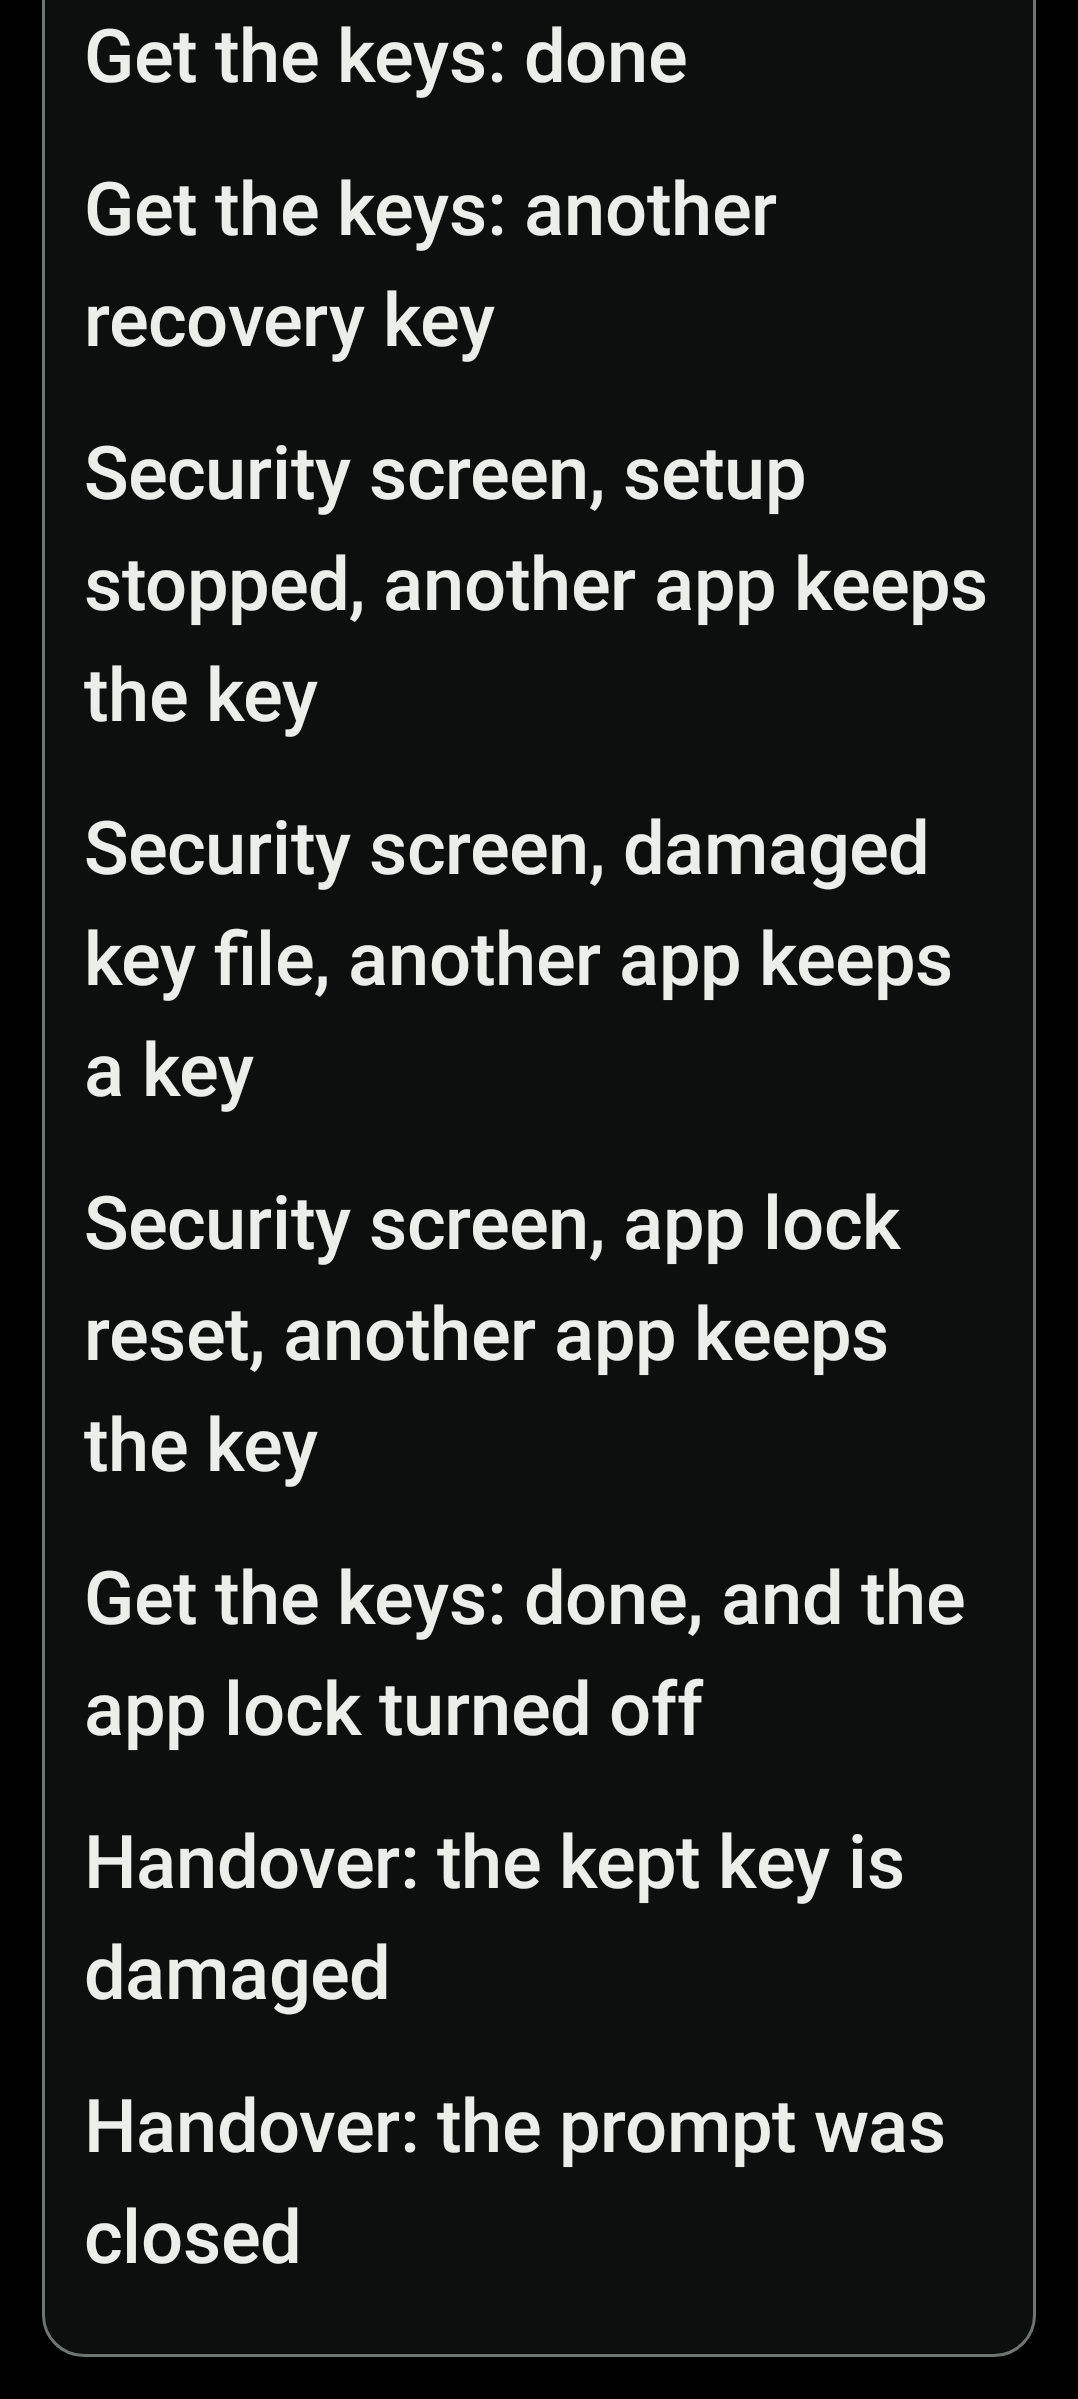 Get the keys: done
Get the keys: another
recovery key
Security screen, setup
stopped, another app keeps
the key
Security screen, damaged
key file, another app keeps
a key
Security screen, app lock
reset, another app keeps
the key
Get the keys: done, and the
app lock turned off
Handover: the kept key is
damaged
Handover: the prompt was
closed